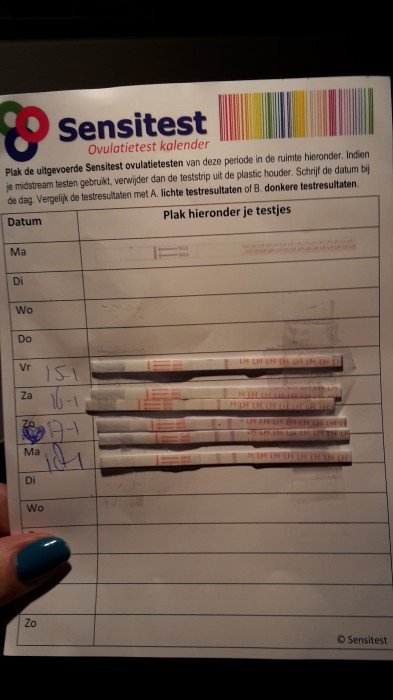 Sensitest
Ovulatietest kalender
Plak de uitgevoerde Sensitest ovulatietesten van deze periode in de ruimte hieronder. Indien
je midstream testen gebruikt, verwijder dan de teststrip uit de plastic houder. Schrijf de datum bij
de dag. Vergelijk de testresultaten met A. lichte testresultaten of B. donkere testresultaten.
Datum Plak hieronder je testjes
Ma
Di
Wo
Do
Vr 15-1
Za 16-1
Zo 17-1
Ma 18-1
Di
Wo
Zo
© Sensitest